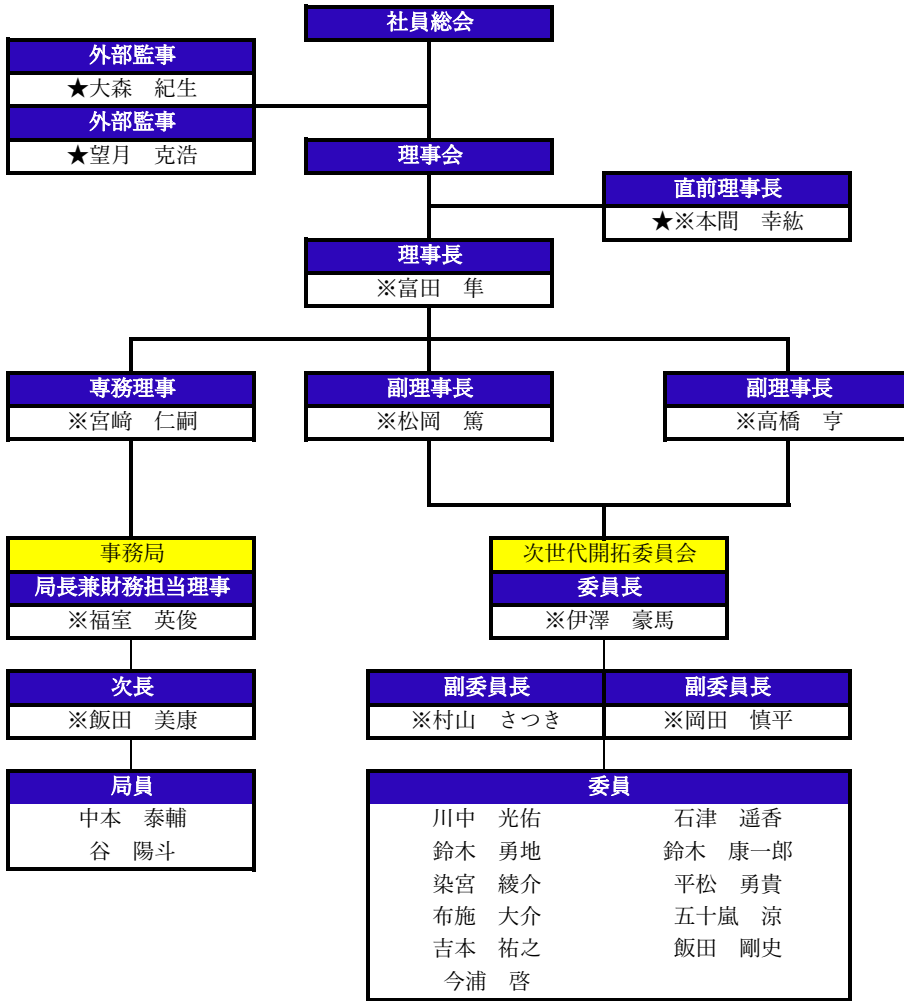 社員総会
外部監事
★大森　紀生
外部監事
★望月　克浩
理事会
直前理事長
★※本間　幸紘
理事長
※富田　隼
専務理事
※宮﨑　仁嗣
副理事長
※松岡　篤
副理事長
※高橋　亨
事務局
局長兼財務担当理事
※福室　英俊
次長
※飯田　美康
局員
中本　泰輔
谷　陽斗
次世代開拓委員会
委員長
※伊澤　豪馬
副委員長
※村山　さつき
副委員長
※岡田　慎平
委員
川中　光佑　石津　遥香
鈴木　勇地　鈴木　康一郎
染宮　綾介　平松　勇貴
布施　大介　五十嵐　涼
吉本　祐之　飯田　剛史
今浦　啓